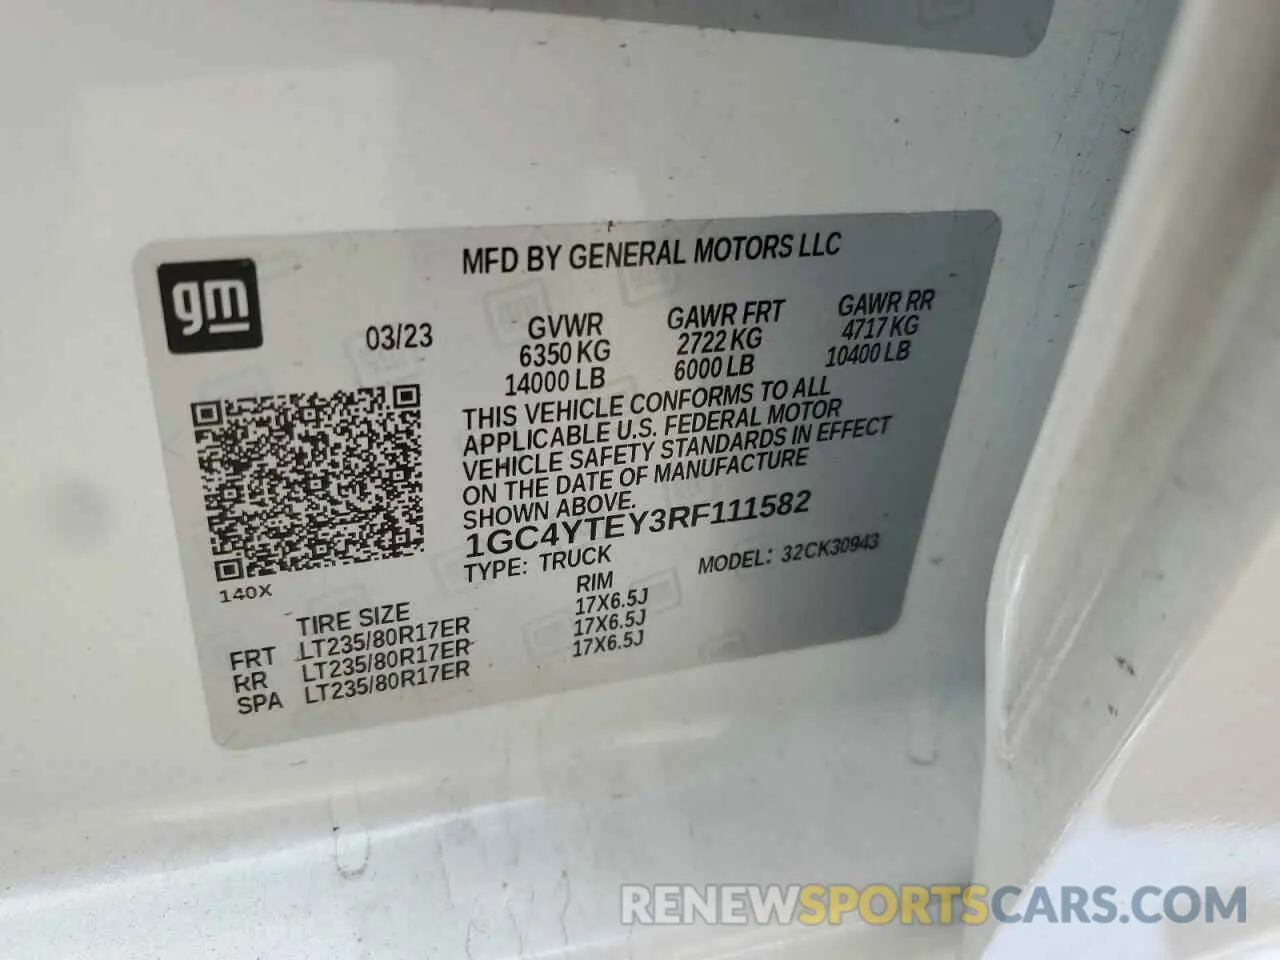 MFD BY GENERAL MOTORS LLC
gm
03/23
GVWR GAWR FRT GAWR RR
6350 KG 2722 KG 4717 KG
14000 LB 6000 LB 10400 LB
THIS VEHICLE CONFORMS TO ALL
APPLICABLE U.S. FEDERAL MOTOR
VEHICLE SAFETY STANDARDS IN EFFECT
ON THE DATE OF MANUFACTURE
SHOWN ABOVE.
1GC4YTEY3RF111582
TYPE: TRUCK MODEL: 32CK30943
140X
TIRE SIZE RIM
FRT LT235/80R17ER 17X6.5J
RR LT235/80R17ER 17X6.5J
SPA LT235/80R17ER 17X6.5J
RENEWSPORTSCARS.COM